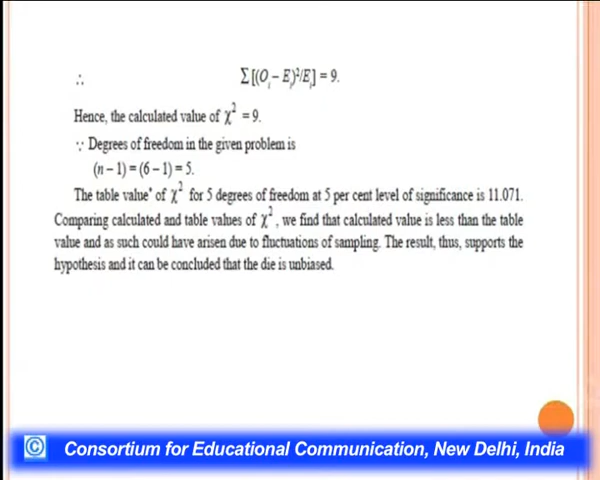 ∴ Σ [(Oi – Ei)²/Ei] = 9.
Hence, the calculated value of χ² = 9.
∵ Degrees of freedom in the given problem is
(n – 1) = (6 – 1) = 5.
The table value* of χ² for 5 degrees of freedom at 5 per cent level of significance is 11.071.
Comparing calculated and table values of χ², we find that calculated value is less than the table
value and as such could have arisen due to fluctuations of sampling. The result, thus, supports the
hypothesis and it can be concluded that the die is unbiased.
© Consortium for Educational Communication, New Delhi, India